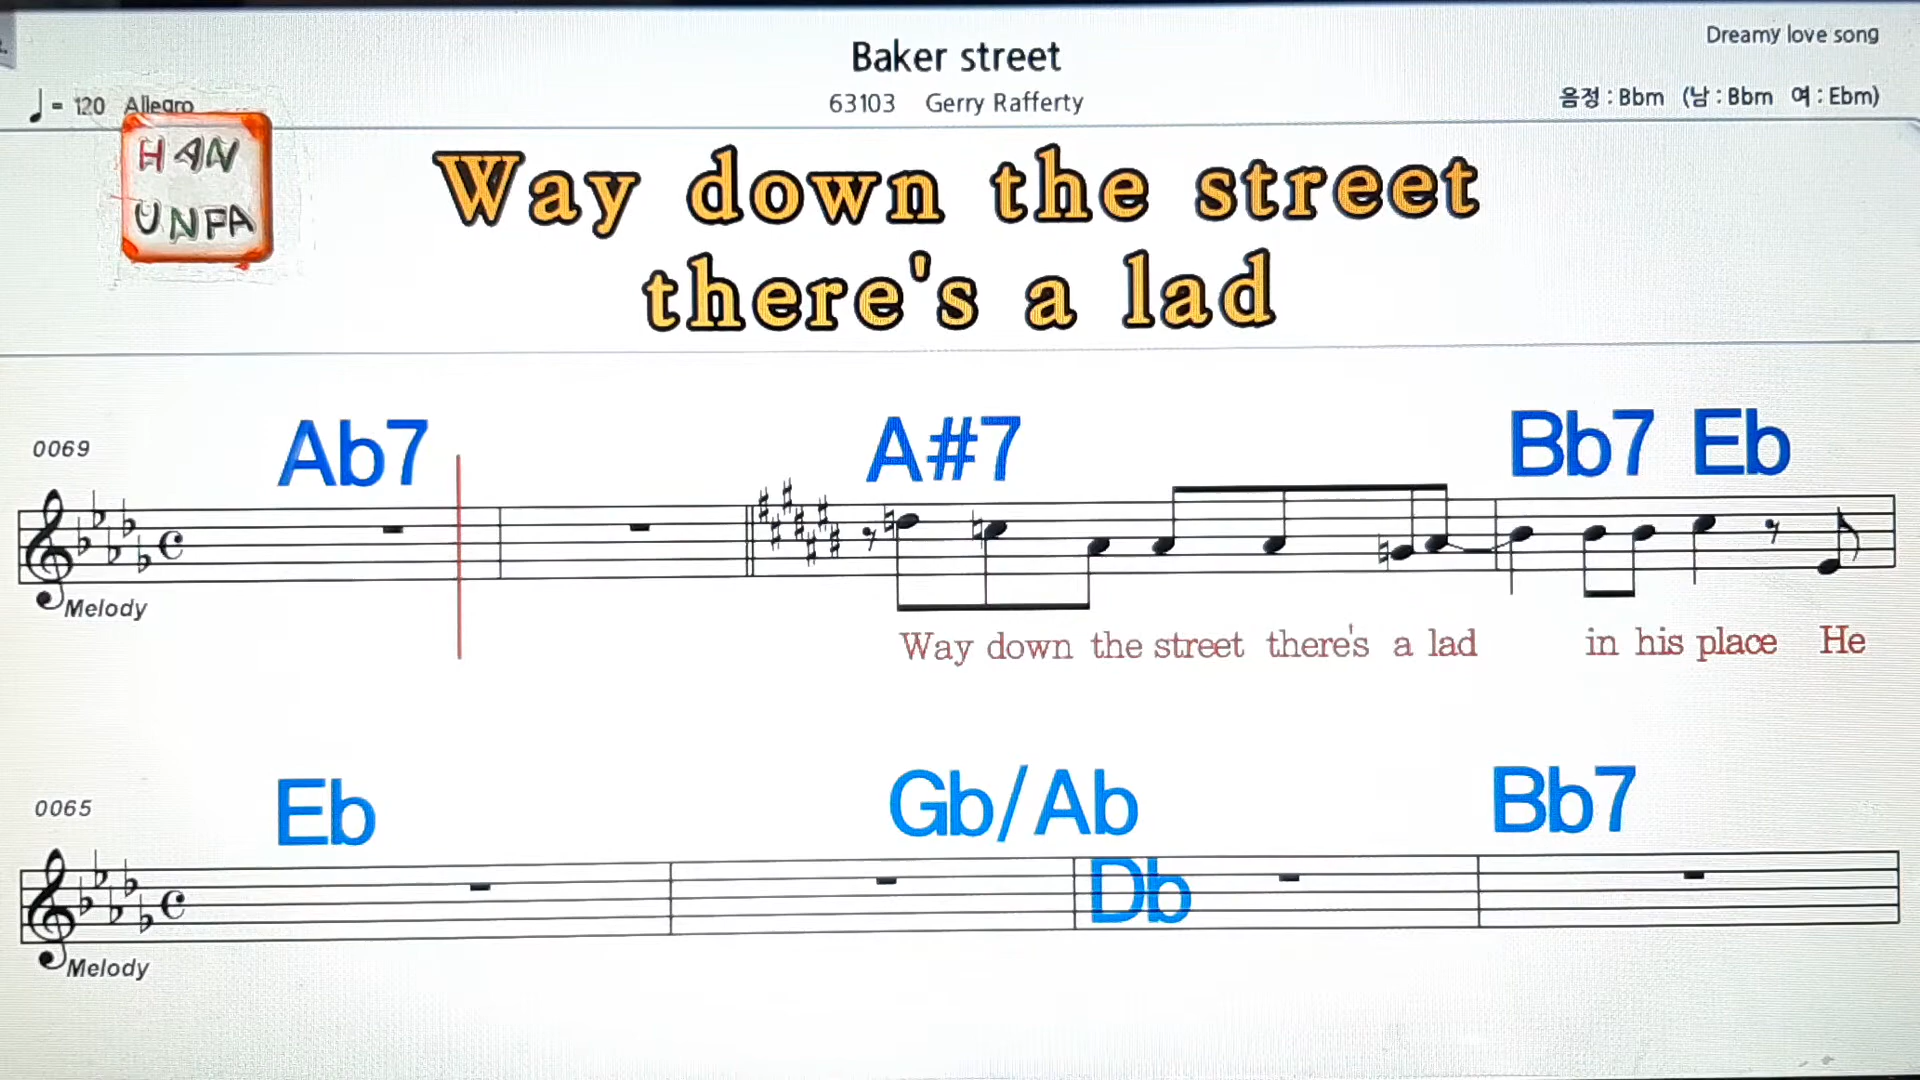 Dreamy love song
Baker street
♩ = 120 Allegro
63103 Gerry Rafferty
음정 : Bbm (남 : Bbm 여 : Ebm)
HAN
UNFA
Way down the street
there's a lad
0069 Ab7 A#7 Bb7 Eb
Melody
Way down the street there's a lad in his place He
0065 Eb Gb/Ab Bb7
Db
Melody